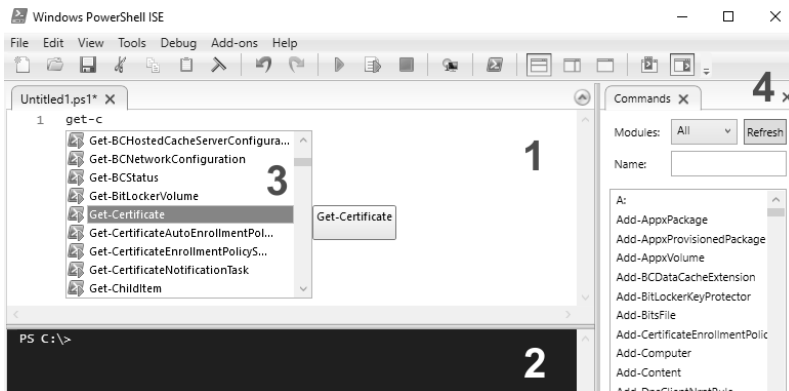 Windows PowerShell ISE
File Edit View Tools Debug Add-ons Help
Untitled1.ps1* X
1 get-c
Get-BCHostedCacheServerConfigura...
Get-BCNetworkConfiguration
Get-BCStatus
Get-BitLockerVolume
Get-Certificate
Get-CertificateAutoEnrollmentPol...
Get-CertificateEnrollmentPolicyS...
Get-CertificateNotificationTask
Get-ChildItem
Get-Certificate
1
3
PS C:\>
2
Commands X
4
Modules: All Refresh
Name:
A:
Add-AppxPackage
Add-AppxProvisionedPackage
Add-AppxVolume
Add-BCDataCacheExtension
Add-BitLockerKeyProtector
Add-BitsFile
Add-CertificateEnrollmentPolic
Add-Computer
Add-Content